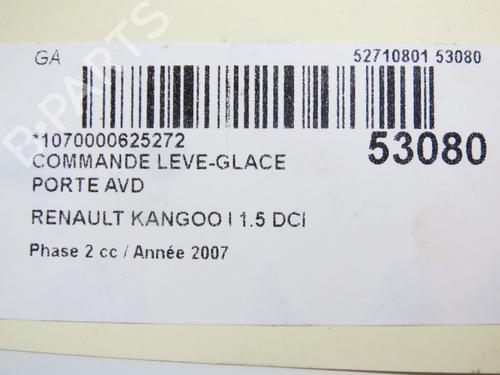 GA
52710801 53080
*1070000625272
53080
COMMANDE LEVE-GLACE
PORTE AVD
RENAULT KANGOO I 1.5 DCI
Phase 2 cc / Année 2007
B-PARTS